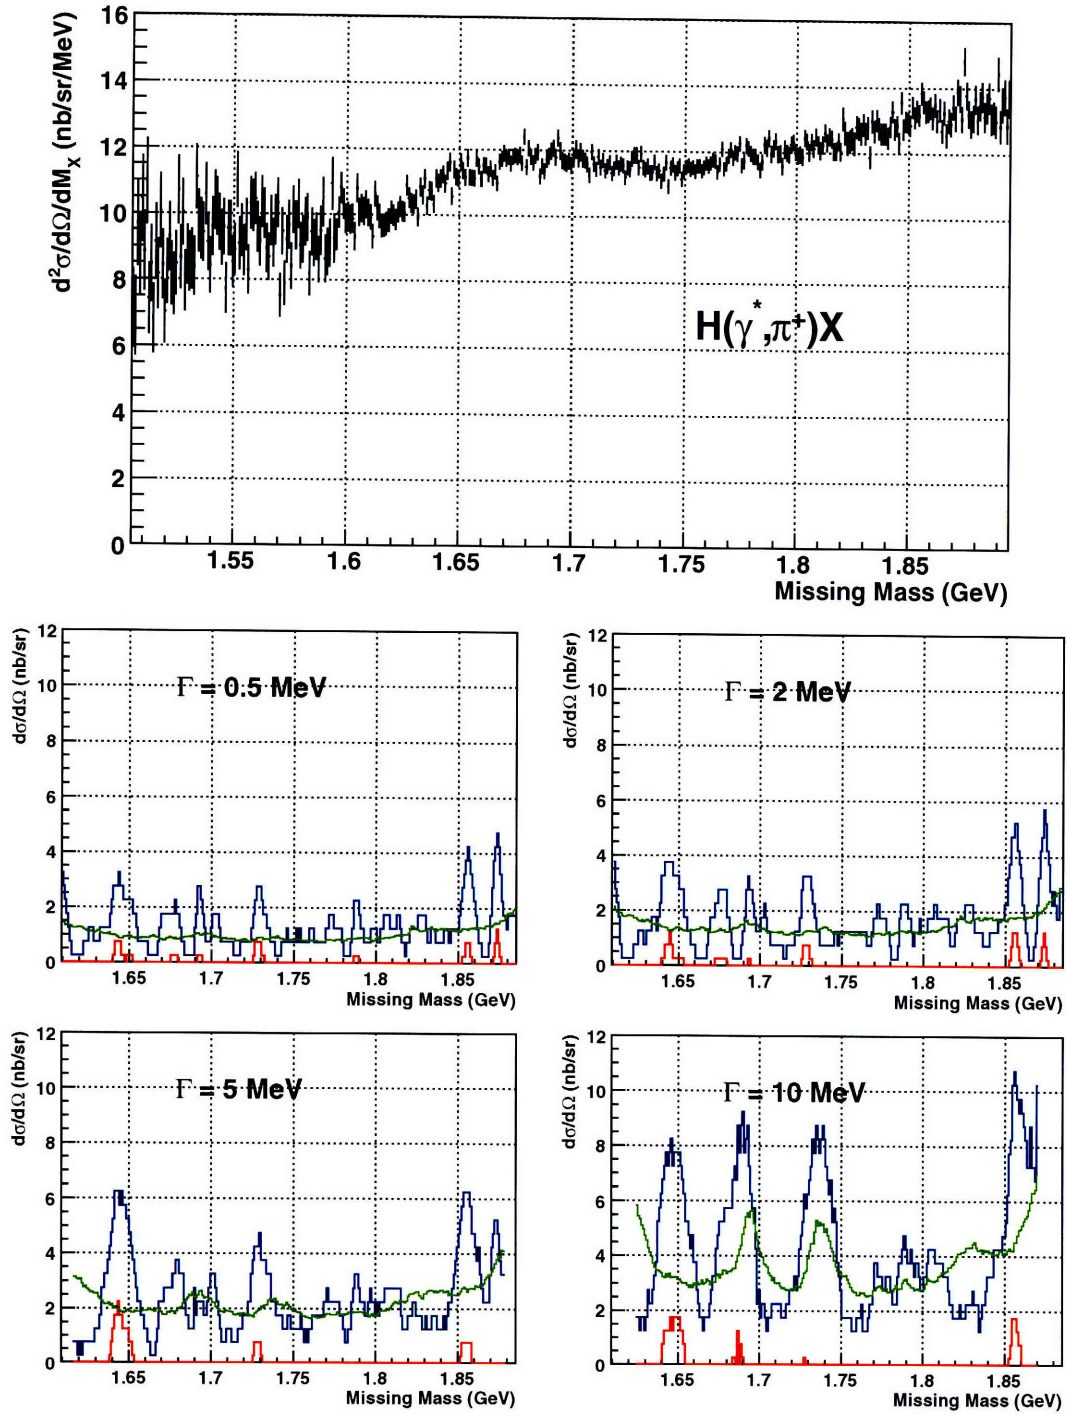 16
14
12
10
8
6
4
2
0
d²σ/dΩ/dM_X (nb/sr/MeV)
H(γ*,π⁺)X
1.55 1.6 1.65 1.7 1.75 1.8 1.85
Missing Mass (GeV)
12
10
8
6
4
2
0
dσ/dΩ (nb/sr)
Γ = 0.5 MeV
1.65 1.7 1.75 1.8 1.85
Missing Mass (GeV)
12
10
8
6
4
2
0
dσ/dΩ (nb/sr)
Γ = 2 MeV
1.65 1.7 1.75 1.8 1.85
Missing Mass (GeV)
12
10
8
6
4
2
0
dσ/dΩ (nb/sr)
Γ = 5 MeV
1.65 1.7 1.75 1.8 1.85
Missing Mass (GeV)
12
10
8
6
4
2
0
dσ/dΩ (nb/sr)
Γ = 10 MeV
1.65 1.7 1.75 1.8 1.85
Missing Mass (GeV)